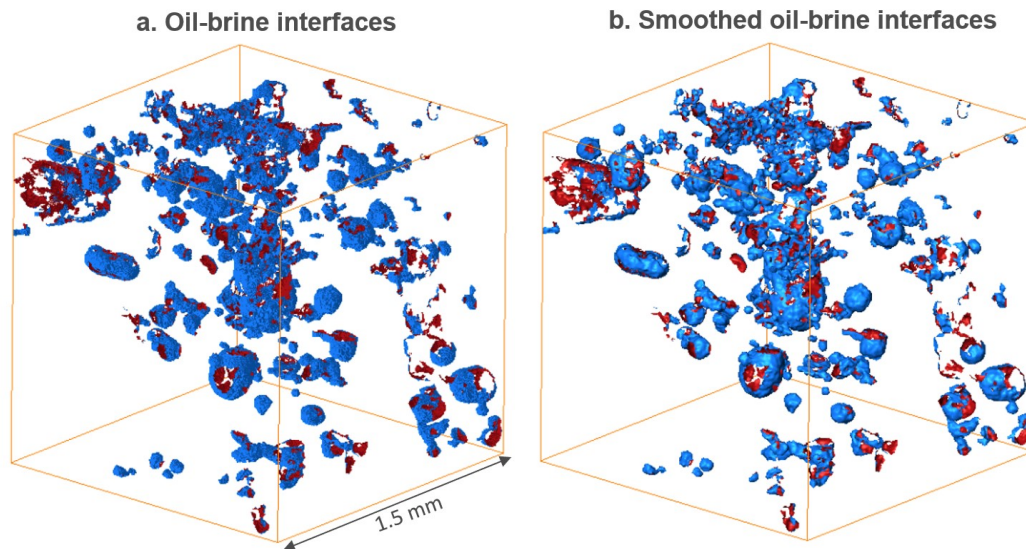 a. Oil-brine interfaces
b. Smoothed oil-brine interfaces
1.5 mm